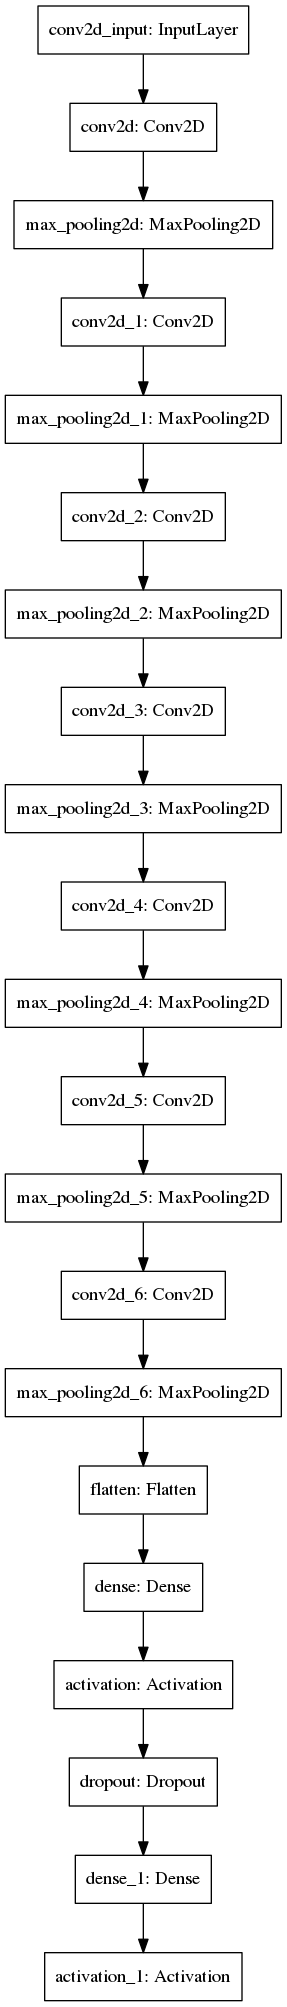 conv2d_input: InputLayer
conv2d: Conv2D
max_pooling2d: MaxPooling2D
conv2d_1: Conv2D
max_pooling2d_1: MaxPooling2D
conv2d_2: Conv2D
max_pooling2d_2: MaxPooling2D
conv2d_3: Conv2D
max_pooling2d_3: MaxPooling2D
conv2d_4: Conv2D
max_pooling2d_4: MaxPooling2D
conv2d_5: Conv2D
max_pooling2d_5: MaxPooling2D
conv2d_6: Conv2D
max_pooling2d_6: MaxPooling2D
flatten: Flatten
dense: Dense
activation: Activation
dropout: Dropout
dense_1: Dense
activation_1: Activation